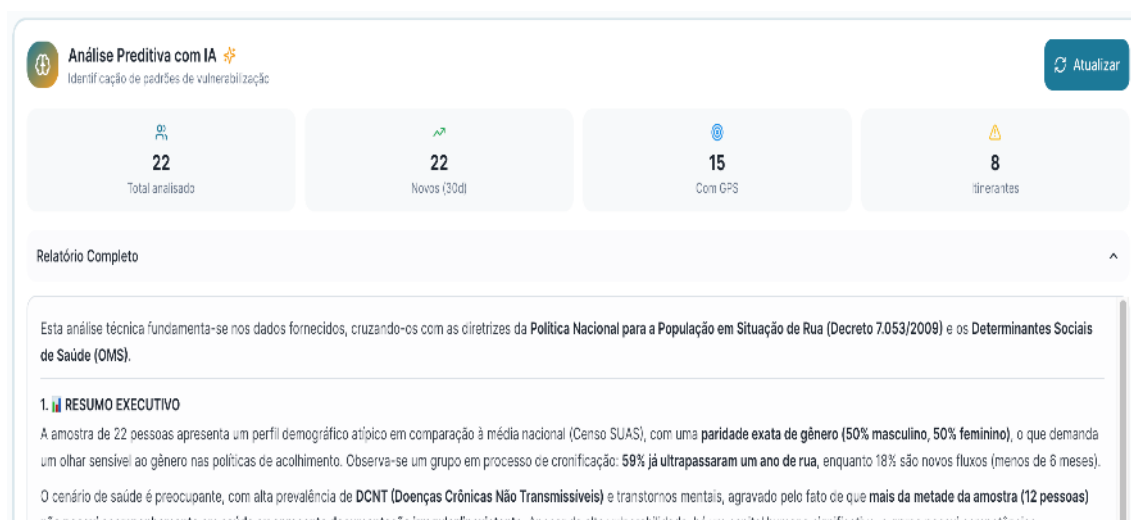 Análise Preditiva com IA
Identificação de padrões de vulnerabilização
Atualizar
22
Total analisado
22
Novos (30d)
15
Com GPS
8
Itinerantes
Relatório Completo
Esta análise técnica fundamenta-se nos dados fornecidos, cruzando-os com as diretrizes da Política Nacional para a População em Situação de Rua (Decreto 7.053/2009) e os Determinantes Sociais
de Saúde (OMS).
1. 📊 RESUMO EXECUTIVO
A amostra de 22 pessoas apresenta um perfil demográfico atípico em comparação à média nacional (Censo SUAS), com uma paridade exata de gênero (50% masculino, 50% feminino), o que demanda
um olhar sensível ao gênero nas políticas de acolhimento. Observa-se um grupo em processo de cronificação: 59% já ultrapassaram um ano de rua, enquanto 18% são novos fluxos (menos de 6 meses).
O cenário de saúde é preocupante, com alta prevalência de DCNT (Doenças Crônicas Não Transmissíveis) e transtornos mentais, agravado pelo fato de que mais da metade da amostra (12 pessoas)